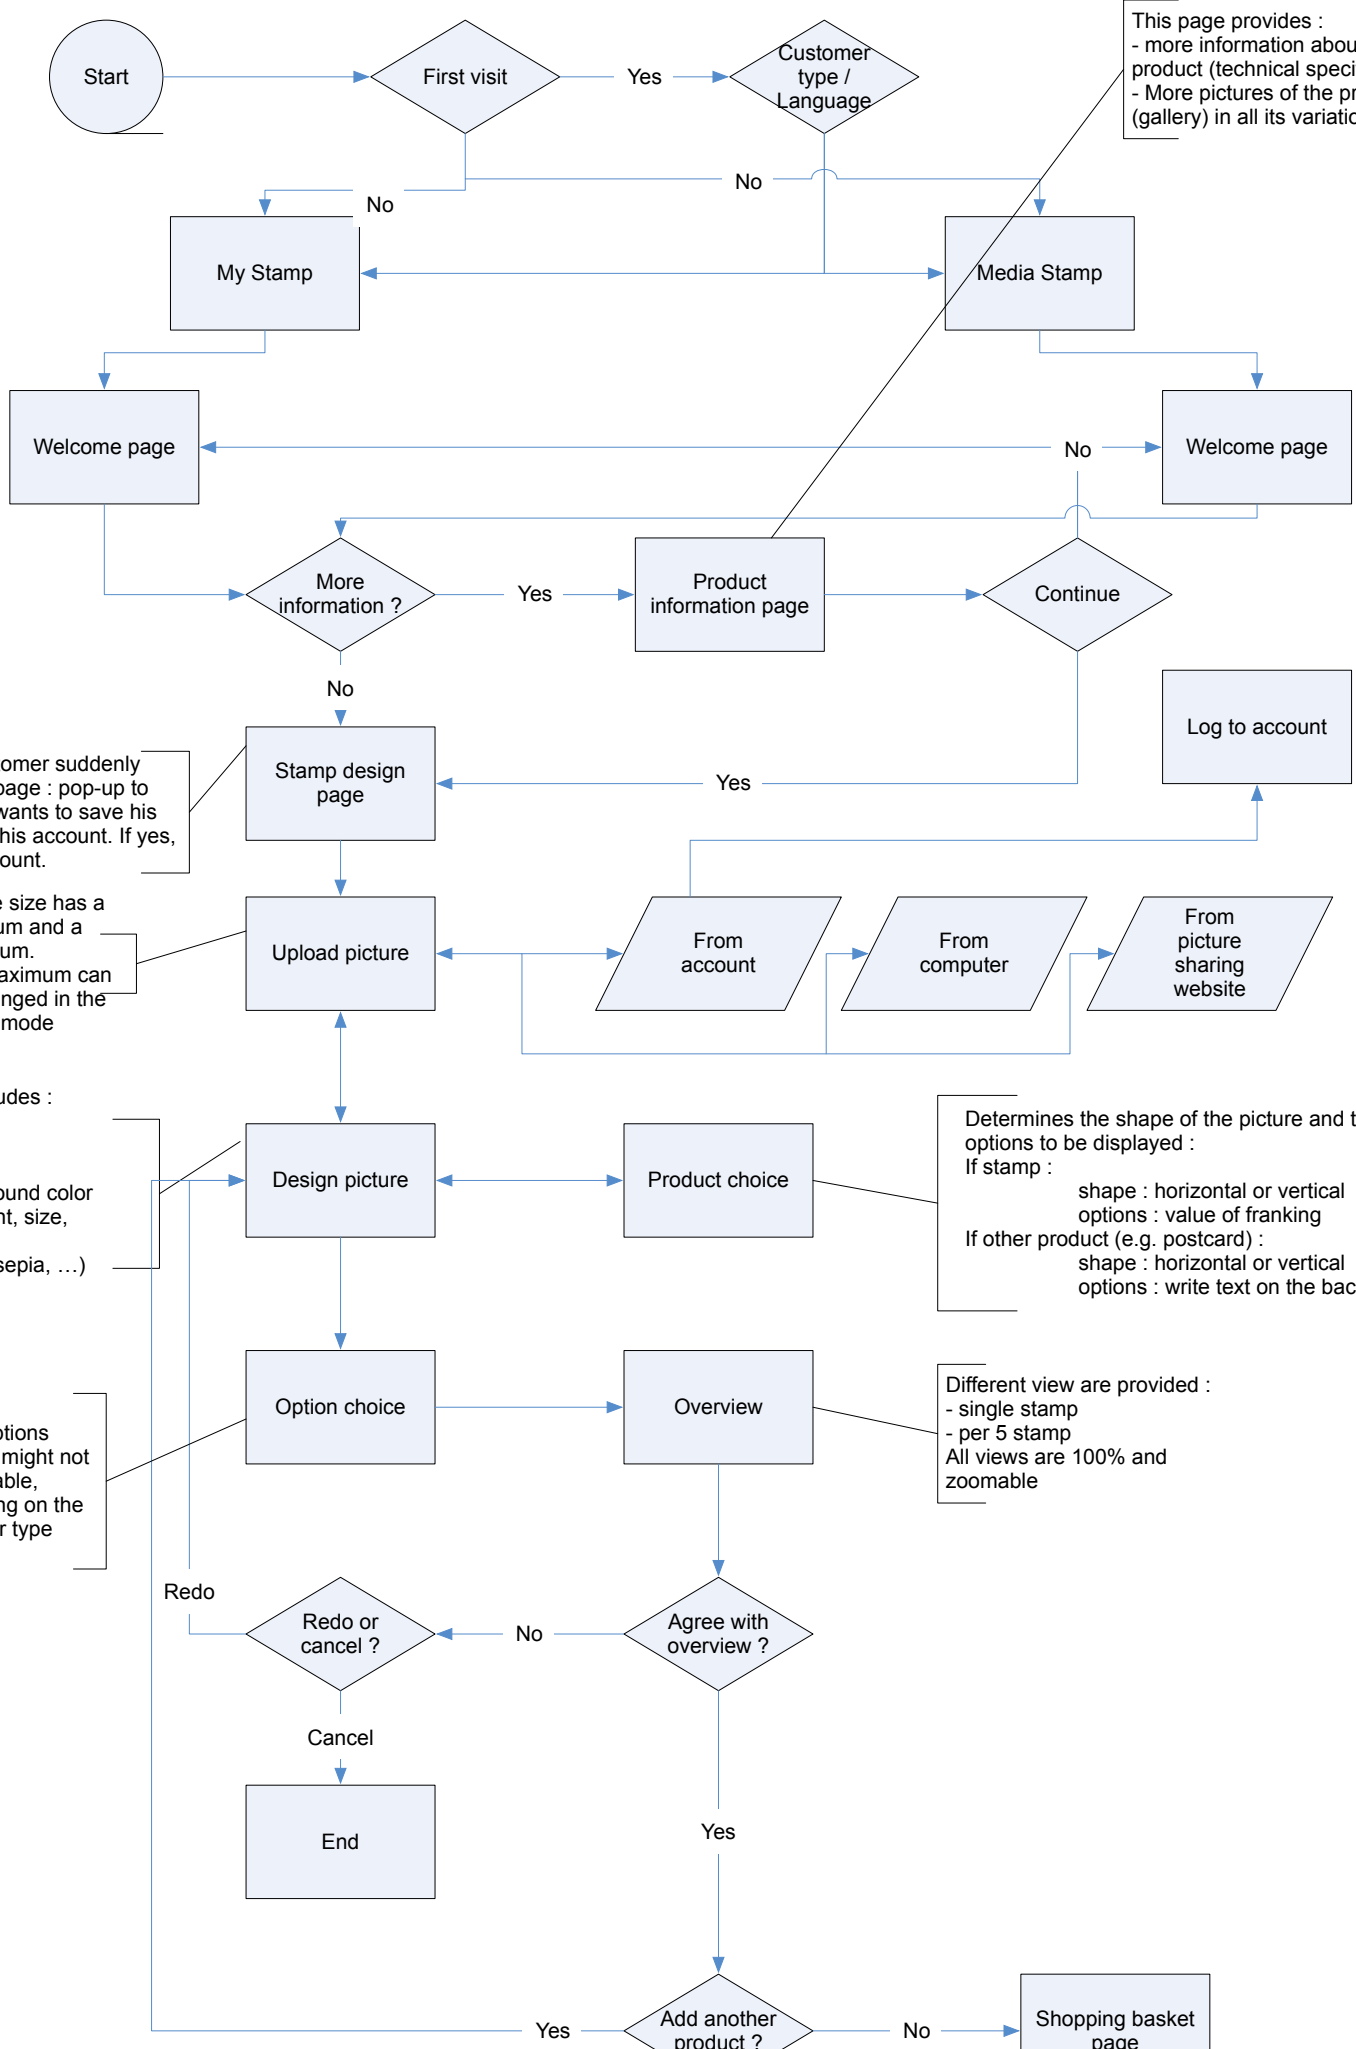 This page provides :
- more information abou
product (technical speci
- More pictures of the pr
(gallery) in all its variatio
Start
First visit
Yes
Customer
type /
Language
No
No
My Stamp
Media Stamp
Welcome page
No
Welcome page
More
information ?
Yes
Product
information page
Continue
No
Log to account
Stamp design
page
Yes
tomer suddenly
page : pop-up to
wants to save his
his account. If yes,
ount.
e size has a
um and a
um.
aximum can
nged in the
mode
Upload picture
From
account
From
computer
From
picture
sharing
website
udes :
ound color
nt, size,
sepia, …)
Design picture
Product choice
Determines the shape of the picture and t
options to be displayed :
If stamp :
shape : horizontal or vertical
options : value of franking
If other product (e.g. postcard) :
shape : horizontal or vertical
options : write text on the bac
Option choice
Overview
Different view are provided :
- single stamp
- per 5 stamp
All views are 100% and
zoomable
otions
might not
able,
ng on the
r type
Redo
Redo or
cancel ?
No
Agree with
overview ?
Cancel
End
Yes
Yes
Add another
product ?
No
Shopping basket
page